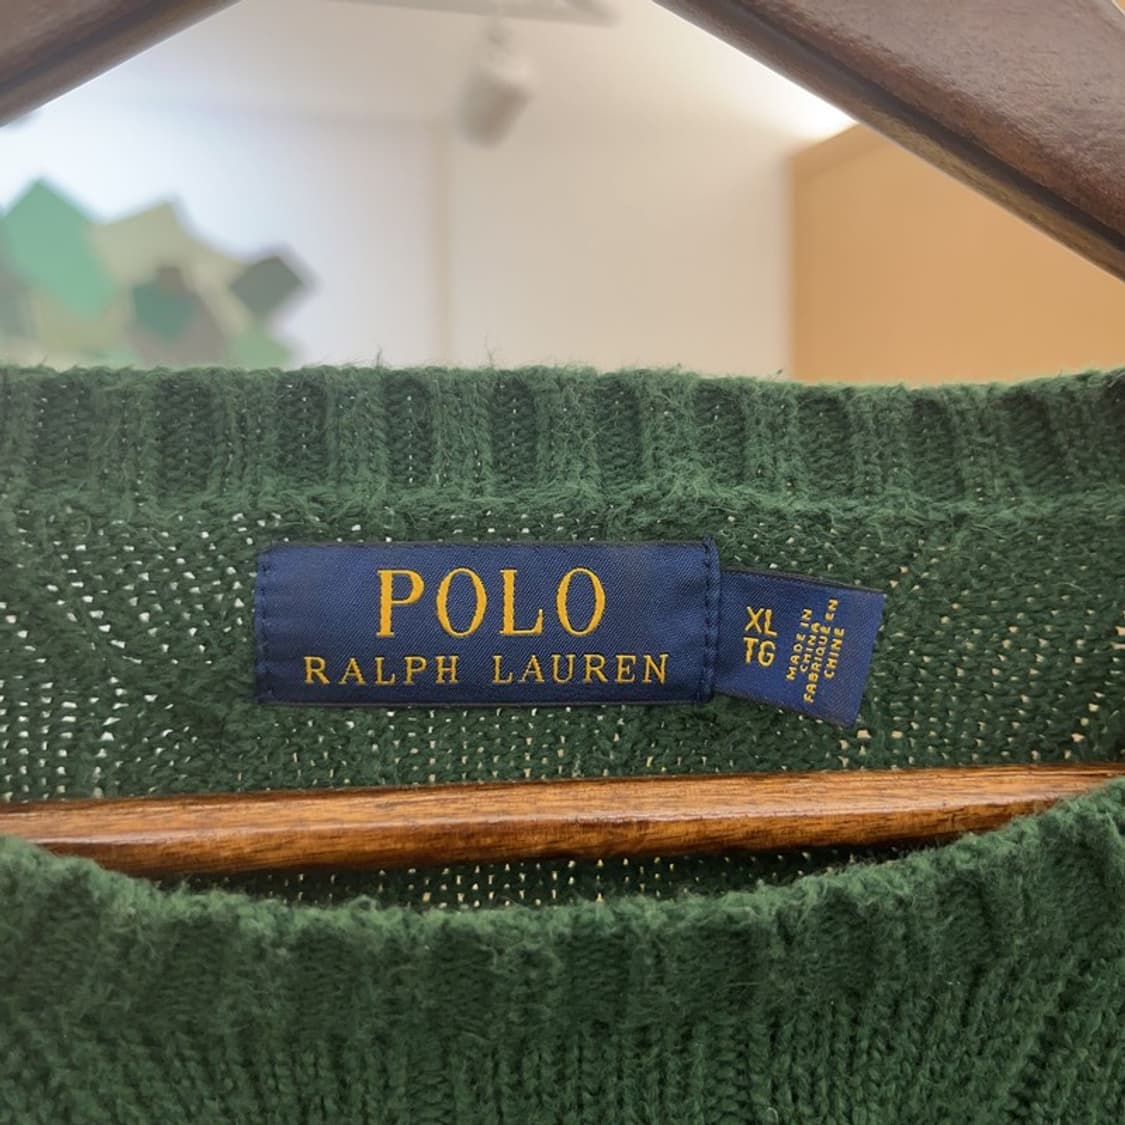 POLO
RALPH LAUREN
XL
TG
MADE IN
CHINA
FABRIQUÉ EN
CHINE